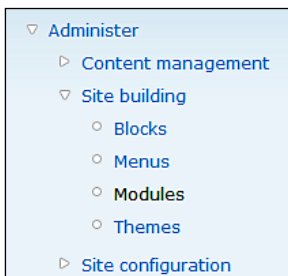 Administer
Content management
Site building
Blocks
Menus
Modules
Themes
Site configuration